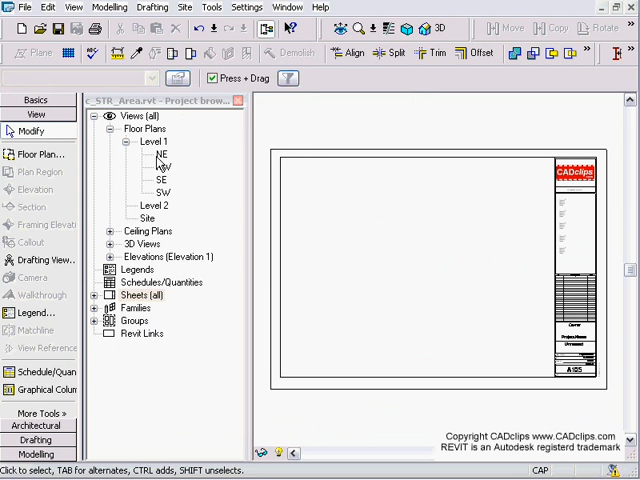 File Edit View Modelling Drafting Site Tools Settings Window Help
3D Move Copy Rotate
Plane Demolish Align Split Trim Offset
Press + Drag
Basics
View
Modify
Floor Plan...
Plan Region
Elevation
Section
Framing Elevati
Callout
Drafting View..
Camera
Walkthrough
Legend...
Matchline
View Reference
Schedule/Quan
Graphical Colum
More Tools »
Architectural
Drafting
Modelling
c_STR_Area.rvt - Project brow...
Views (all)
Floor Plans
Level 1
NE
SE
SW
Level 2
Site
Ceiling Plans
3D Views
Elevations (Elevation 1)
Legends
Schedules/Quantities
Sheets (all)
Families
Groups
Revit Links
CADclips
Cover
Project Name
Unnamed
A105
Copyright CADclips www.CADclips.com
REVIT is an Autodesk registerd trademark
Click to select, TAB for alternates, CTRL adds, SHIFT unselects.
CAP